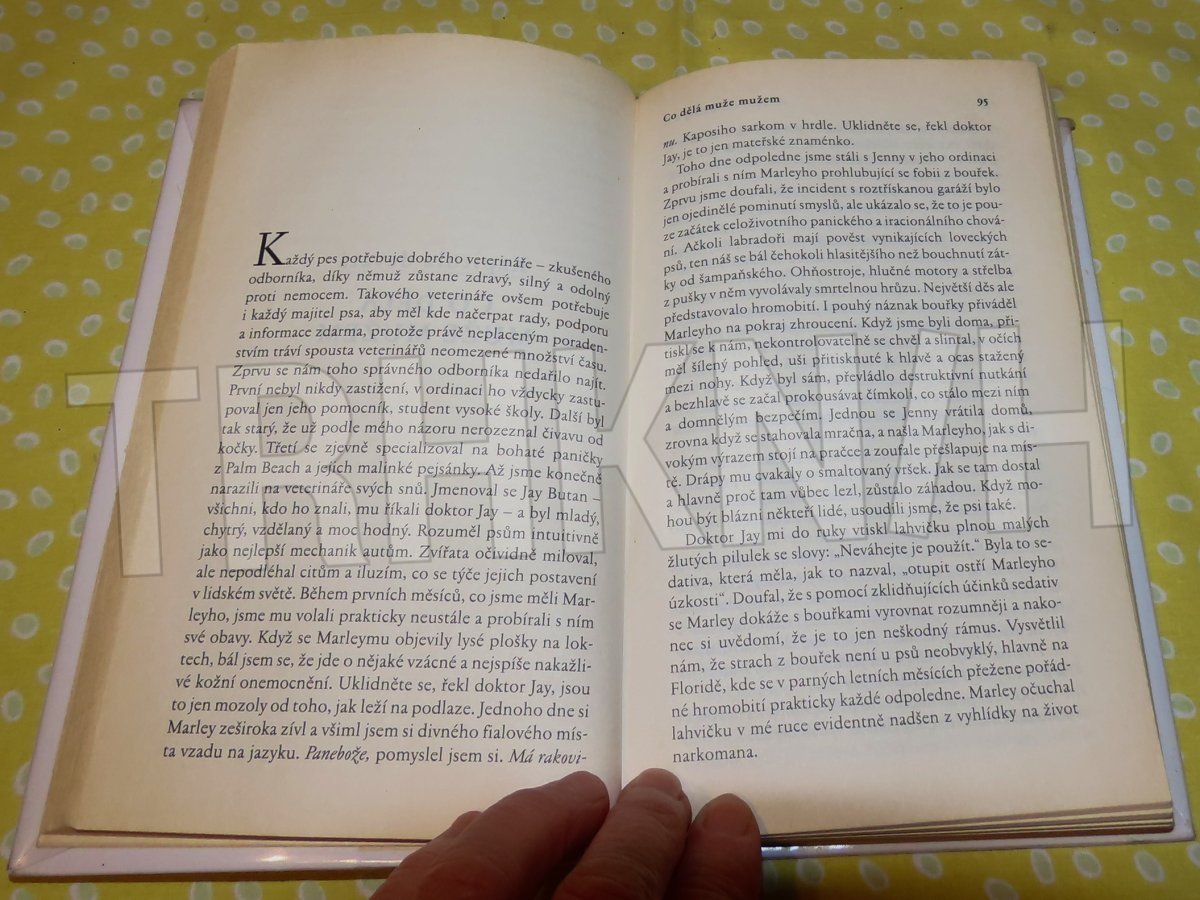 Každý pes potřebuje dobrého veterináře – zkušeného
odborníka, díky němuž zůstane zdravý, silný a odolný
proti nemocem. Takového veterináře ovšem potřebuje
i každý majitel psa, aby měl kde načerpat rady, podporu
a informace zdarma, protože právě neplaceným poraden-
stvím tráví spousta veterinářů neomezené množství času.
Zprvu se nám toho správného odborníka nedařilo najít.
První nebyl nikdy zastižení, v ordinaci ho vždycky zastu-
poval jen jeho pomocník, student vysoké školy. Další byl
tak starý, že už podle mého názoru nerozeznal čivavu od
kočky. Třetí se zjevně specializoval na bohaté paničky
z Palm Beach a jejich malinké pejsánky. Až jsme konečně
narazili na veterináře svých snů. Jmenoval se Jay Butan –
všichni, kdo ho znali, mu říkali doktor Jay – a byl mladý,
chytrý, vzdělaný a moc hodný. Rozuměl psům intuitivně
jako nejlepší mechanik autům. Zvířata očividně miloval,
ale nepodléhal citům a iluzím, co se týče jejich postavení
v lidském světě. Během prvních měsíců, co jsme měli Mar-
leyho, jsme mu volali prakticky neustále a probírali s ním
své obavy. Když se Marleymu objevily lysé plošky na lok-
tech, bál jsem se, že jde o nějaké vzácné a nejspíše nakažli-
vé kožní onemocnění. Uklidněte se, řekl doktor Jay, jsou
to jen mozoly od toho, jak leží na podlaze. Jednoho dne si
Marley zeširoka zívl a všiml jsem si divného fialového mís-
ta vzadu na jazyku. Panebože, pomyslel jsem si. Má rakovi-
Co dělá muže mužem 95
nu. Kaposiho sarkom v hrdle. Uklidněte se, řekl doktor
Jay, je to jen mateřské znaménko.
Toho dne odpoledne jsme stáli s Jenny v jeho ordinaci
a probírali s ním Marleyho prohlubující se fobii z bouřek.
Zprvu jsme doufali, že incident s roztřískanou garáží bylo
jen ojedinělé pominutí smyslů, ale ukázalo se, že to je pou-
ze začátek celoživotního panického a iracionálního chová-
ní. Ačkoli labradoři mají pověst vynikajících loveckých
psů, ten náš se bál čehokoli hlasitějšího než bouchnutí zát-
ky od šampaňského. Ohňostroje, hlučné motory a střelba
z pušky v něm vyvolávaly smrtelnou hrůzu. Největší děs ale
představovalo hromobití. I pouhý náznak bouřky přiváděl
Marleyho na pokraj zhroucení. Když jsme byli doma, při-
tiskl se k nám, nekontrolovatelně se chvěl a slintal, v očích
měl šílený pohled, uši přitisknuté k hlavě a ocas stažený
mezi nohy. Když byl sám, převládlo destruktivní nutkání
a bezhlavě se začal prokousávat čímkoli, co stálo mezi ním
a domnělým bezpečím. Jednou se Jenny vrátila domů,
zrovna když se stahovala mračna, a našla Marleyho, jak s di-
vokým výrazem stojí na pračce a zoufale přešlapuje na mís-
tě. Drápy mu cvakaly o smaltovaný vršek. Jak se tam dostal
a hlavně proč tam vůbec lezl, zůstalo záhadou. Když mo-
hou být blázni někteří lidé, usoudili jsme, že psi také.
Doktor Jay mi do ruky vtiskl lahvičku plnou malých
žlutých pilulek se slovy: „Neváhejte je použít.“ Byla to se-
dativa, která měla, jak to nazval, „otupit ostří Marleyho
úzkosti“. Doufal, že s pomocí zklidňujících účinků sedativ
se Marley dokáže s bouřkami vyrovnat rozumněji a nako-
nec si uvědomí, že je to jen neškodný rámus. Vysvětlil
nám, že strach z bouřek není u psů neobvyklý, hlavně na
Floridě, kde se v parných letních měsících přežene pořád-
né hromobití prakticky každé odpoledne. Marley očuchal
lahvičku v mé ruce evidentně nadšen z vyhlídky na život
narkomana.